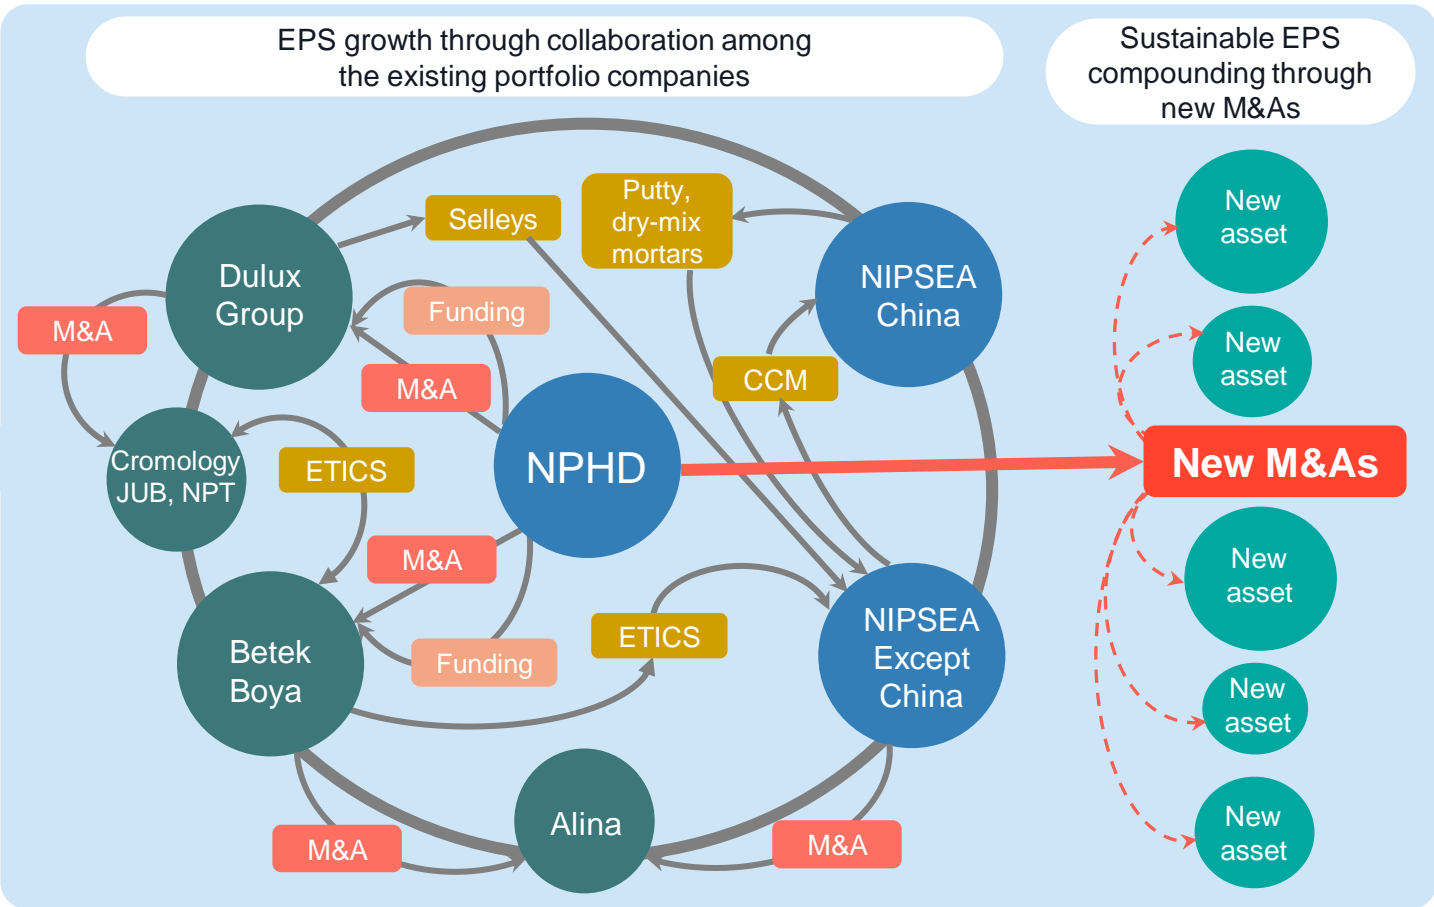 EPS growth through collaboration among
the existing portfolio companies
Sustainable EPS
compounding through
new M&As
Selleys
Putty,
dry-mix
mortars
Dulux
Group
NIPSEA
China
Funding
M&A
M&A
CCM
NPHD
Cromology
JUB, NPT
ETICS
M&A
Betek
Boya
Funding
ETICS
NIPSEA
Except
China
M&A
Alina
M&A
New
asset
New
asset
New M&As
New
asset
New
asset
New
asset